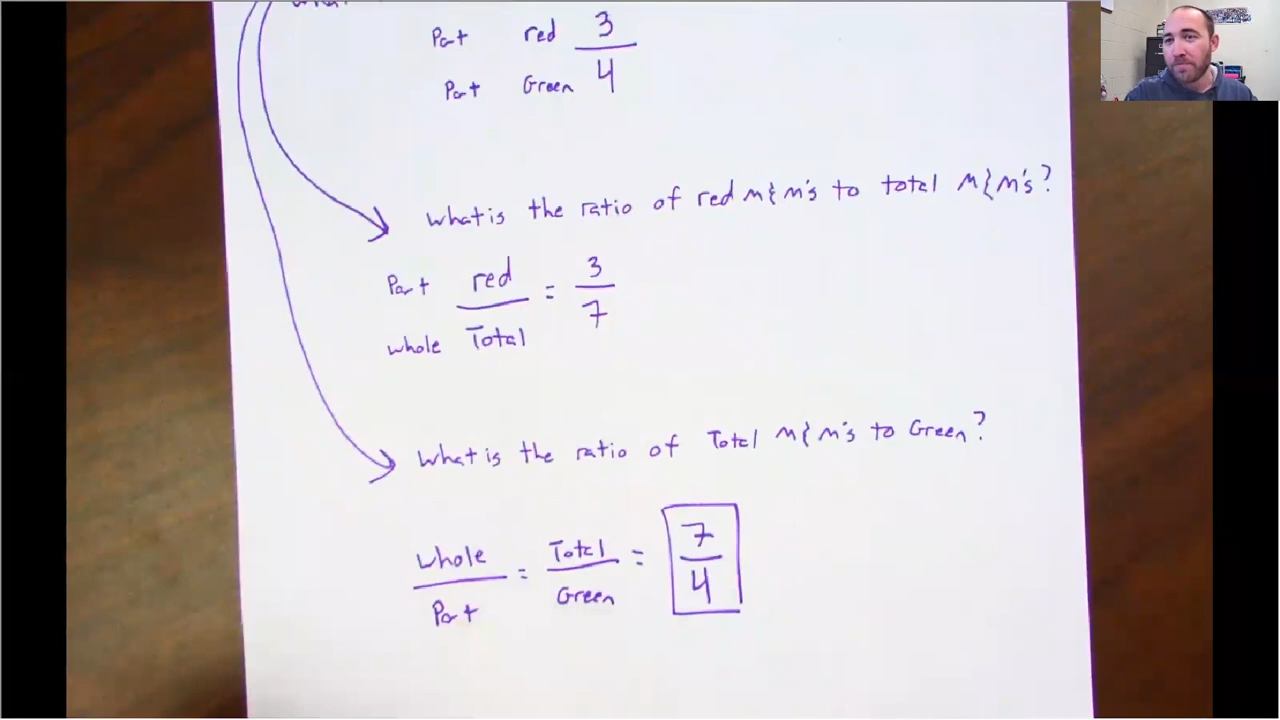 Part red 3
Part Green 4
What is the ratio of red M&M's to total M&M's?
Part red = 3
whole Total 7
What is the ratio of Total M&M's to Green?
Whole = Total = 7
Part Green 4